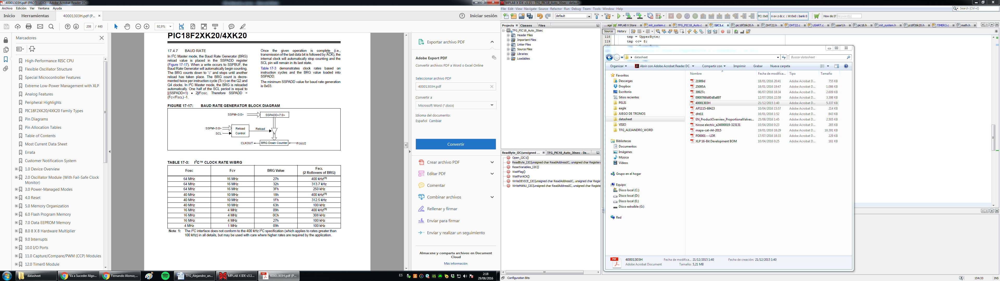 40001303H.pdf (PROTEGIDO) - Adobe Acrobat Reader DC
Archivo Edición Ver Ventana Ayuda
Inicio Herramientas 40001303H.pdf (P... × Iniciar sesión
208 / 440 92,9%
Marcadores
High-Performance RISC CPU
Flexible Oscillator Structure
Special Microcontroller Features
Extreme Low-Power Management with XLP
Analog Features
Peripheral Highlights
PIC18F2XK20/4XK20 Family Types
Pin Diagrams
Pin Allocation Tables
Table of Contents
Most Current Data Sheet
Errata
Customer Notification System
1.0 Device Overview
2.0 Oscillator Module (With Fail-Safe Clock
Monitor)
3.0 Power-Managed Modes
4.0 Reset
5.0 Memory Organization
6.0 Flash Program Memory
7.0 Data EEPROM Memory
8.0 8 X 8 Hardware Multiplier
9.0 Interrupts
10.0 I/O Ports
11.0 Capture/Compare/PWM (CCP) Modules
12.0 Timer0 Module
PIC18F2XK20/4XK20
17.4.7 BAUD RATE
In I²C Master mode, the Baud Rate Generator (BRG)
reload value is placed in the SSPADD register
(Figure 17-17). When a write occurs to SSPBUF, the
Baud Rate Generator will automatically begin counting.
The BRG counts down to '0' and stops until another
reload has taken place. The BRG count is decre-
mented twice per instruction cycle (TCY) on the Q2 and
Q4 clocks. In I²C Master mode, the BRG is reloaded
automatically. One half of the SCL period is equal to
[(SSPADD+1) • 2]/FOSC. Therefore SSPADD =
(FCY/FSCL) -1.
Once the given operation is complete (i.e.,
transmission of the last data bit is followed by ACK), the
internal clock will automatically stop counting and the
SCL pin will remain in its last state.
Table 17-3 demonstrates clock rates based on
instruction cycles and the BRG value loaded into
SSPADD.
The minimum SSPADD value for baud rate generation
is 0x03.
FIGURE 17-17: BAUD RATE GENERATOR BLOCK DIAGRAM
SSPM<3:0> SSPADD<7:0>
SSPM<3:0> Reload Reload
SCL Control
CLKOUT BRG Down Counter FOSC/2
TABLE 17-3: I²C™ CLOCK RATE W/BRG
FOSC FCY BRG Value FSCL
(2 Rollovers of BRG)
64 MHz 16 MHz 27h 400 kHz(1)
64 MHz 16 MHz 32h 313.7 kHz
64 MHz 16 MHz 3Fh 250 kHz
40 MHz 10 MHz 18h 400 kHz(1)
40 MHz 10 MHz 1Fh 312.5 kHz
40 MHz 10 MHz 63h 100 kHz
16 MHz 4 MHz 09h 400 kHz(1)
16 MHz 4 MHz 0Ch 308 kHz
16 MHz 4 MHz 27h 100 kHz
4 MHz 1 MHz 09h 100 kHz
Note 1: The I²C interface does not conform to the 400 kHz I²C specification (which applies to rates greater than
100 kHz) in all details, but may be used with care where higher rates are required by the application.
Exportar archivo PDF
Adobe Export PDF
Convertir archivos PDF a Word o Excel Online
Seleccionar archivo PDF
40001303H.pdf
Convertir a
Microsoft Word (*.docx)
Idioma del documento:
Español Cambiar
Convertir
Crear archivo PDF
Editar PDF
Comentar
Combinar archivos
Rellenar y firmar
Enviar para firmar
Enviar y realizar un seguimiento
Almacene y comparta archivos en Document
Cloud
Más información
MPLAB X IDE v3.15 - TFG_PIC18_Auto_30sec : default
File Edit View Navigate Source Refactor Run Debug Team Tools Window Help Search (Ctrl+I)
default PC: 0x0 n ov z dc c : W:0x0 : bank 0 How do I? Keyword(s)
Projects Classes Files
TFG_PIC18_Auto_30sec
Header Files
Important Files
Linker Files
Source Files
Libraries
Loadables
...age MPLAB X Store init_system.c TFG_PIC18_Auto.c I2C1.c pic18f26k20.h DHT22.h DHT22.c USART.c usart.h pic18.h init_system.h p18f26k20.h TIMER3.c math.h
Source History
118 tmp = UpperByte;
119 tmp <<= 8;
ReadByte_I2C(unsigned ... TFG_PIC18_Auto_30sec - Da...
Open_I2C1()
ReadByte_I2C(unsigned char ReadAddressIC, unsigned char RegisterA
ResetVariables_I2C()
WaitFlag()
WaitForACK()
WriteDEVICE_I2C(unsigned char ReadAddressIC, unsigned char Regis
WriteMANU_I2C(unsigned char ReadAddressIC, unsigned char Registe
Configuration Bits
154:33 INS
datasheet Buscar datasheet
Organizar Abrir con Adobe Acrobat Reader DC Compartir con Imprimir Grabar Nueva carpeta
Favoritos
Descargas
Dropbox
Escritorio
Sitios recientes
PELIS
eagle
JUEGO DE TRONOS
datasheet
VISIO
TFG_ALEJANDRO_WORD
Bibliotecas
Documentos
Imágenes
Música
Vídeos
Grupo en el hogar
Equipo
Disco local (C:)
Disco local (D:)
Disco local (E:)
Disco extraíble (G:)
Red
Nombre Fecha de modifica... Tipo Tamaño
21909d 18/01/2016 20:41 Adobe Acrobat D... 755 KB
25095A 18/01/2016 19:47 Adobe Acrobat D... 1.086 KB
39927c 06/07/2016 18:34 Adobe Acrobat D... 2.609 KB
0900766b80d0a897 12/07/2016 22:59 Adobe Acrobat D... 3.398 KB
40001303H 21/12/2015 1:40 Adobe Acrobat D... 5.337 KB
AP1115-69423 10/04/2016 15:57 Adobe Acrobat D... 214 KB
dht11 16/01/2016 1:52 Adobe Acrobat D... 843 KB
EN_ProductOverview_ProportionalValves... 25/08/2016 1:45 Adobe Acrobat D... 2.505 KB
hirose electric_e24000019-323131 10/04/2016 0:23 Adobe Acrobat D... 285 KB
mapa-cat-A4-2015 19/01/2016 18:29 Adobe Acrobat D... 18.391 KB
PD0001---LDR 17/07/2016 18:33 Adobe Acrobat D... 229 KB
XLP 16-Bit Development BOM 10/04/2016 0:25 Adobe Acrobat D... 161 KB
40001303H Fecha de modifica... 21/12/2015 1:40 Fecha de creación: 21/12/2015 1:40
Adobe Acrobat Document Tamaño: 5,21 MB
datasheet Va a Suceder Algo... Fernando Alonso,... TFG_Alejandro_an... MPLAB X IDE v3.1... 40001303H.pdf (P...
ES 2:18
29/08/2016